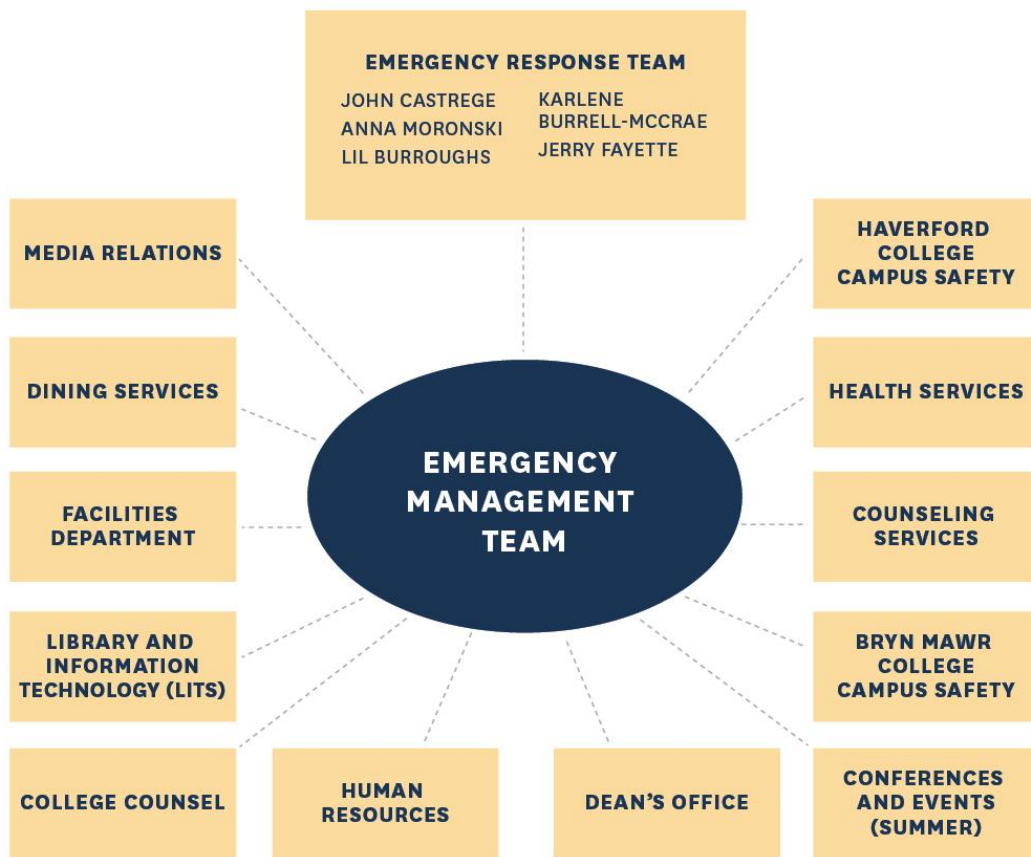 EMERGENCY RESPONSE TEAM
JOHN CASTREGE
ANNA MORONSKI
LIL BURROUGHS
KARLENE
BURRELL-MCCRAE
JERRY FAYETTE
MEDIA RELATIONS
HAVERFORD
COLLEGE
CAMPUS SAFETY
DINING SERVICES
HEALTH SERVICES
EMERGENCY
MANAGEMENT
TEAM
FACILITIES
DEPARTMENT
COUNSELING
SERVICES
LIBRARY AND
INFORMATION
TECHNOLOGY (LITS)
BRYN MAWR
COLLEGE
CAMPUS SAFETY
COLLEGE COUNSEL
HUMAN
RESOURCES
DEAN’S OFFICE
CONFERENCES
AND EVENTS
(SUMMER)